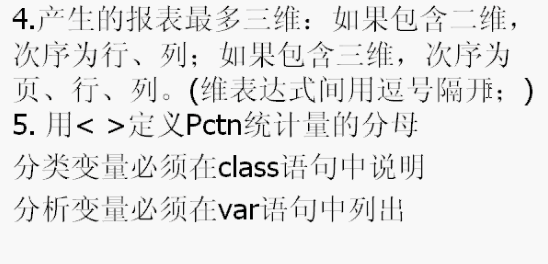 4.产生的报表最多三维：如果包含二维，
次序为行、列；如果包含三维，次序为
页、行、列。(维表达式间用逗号隔开；)
5. 用< >定义Pctn统计量的分母
分类变量必须在class语句中说明
分析变量必须在var语句中列出